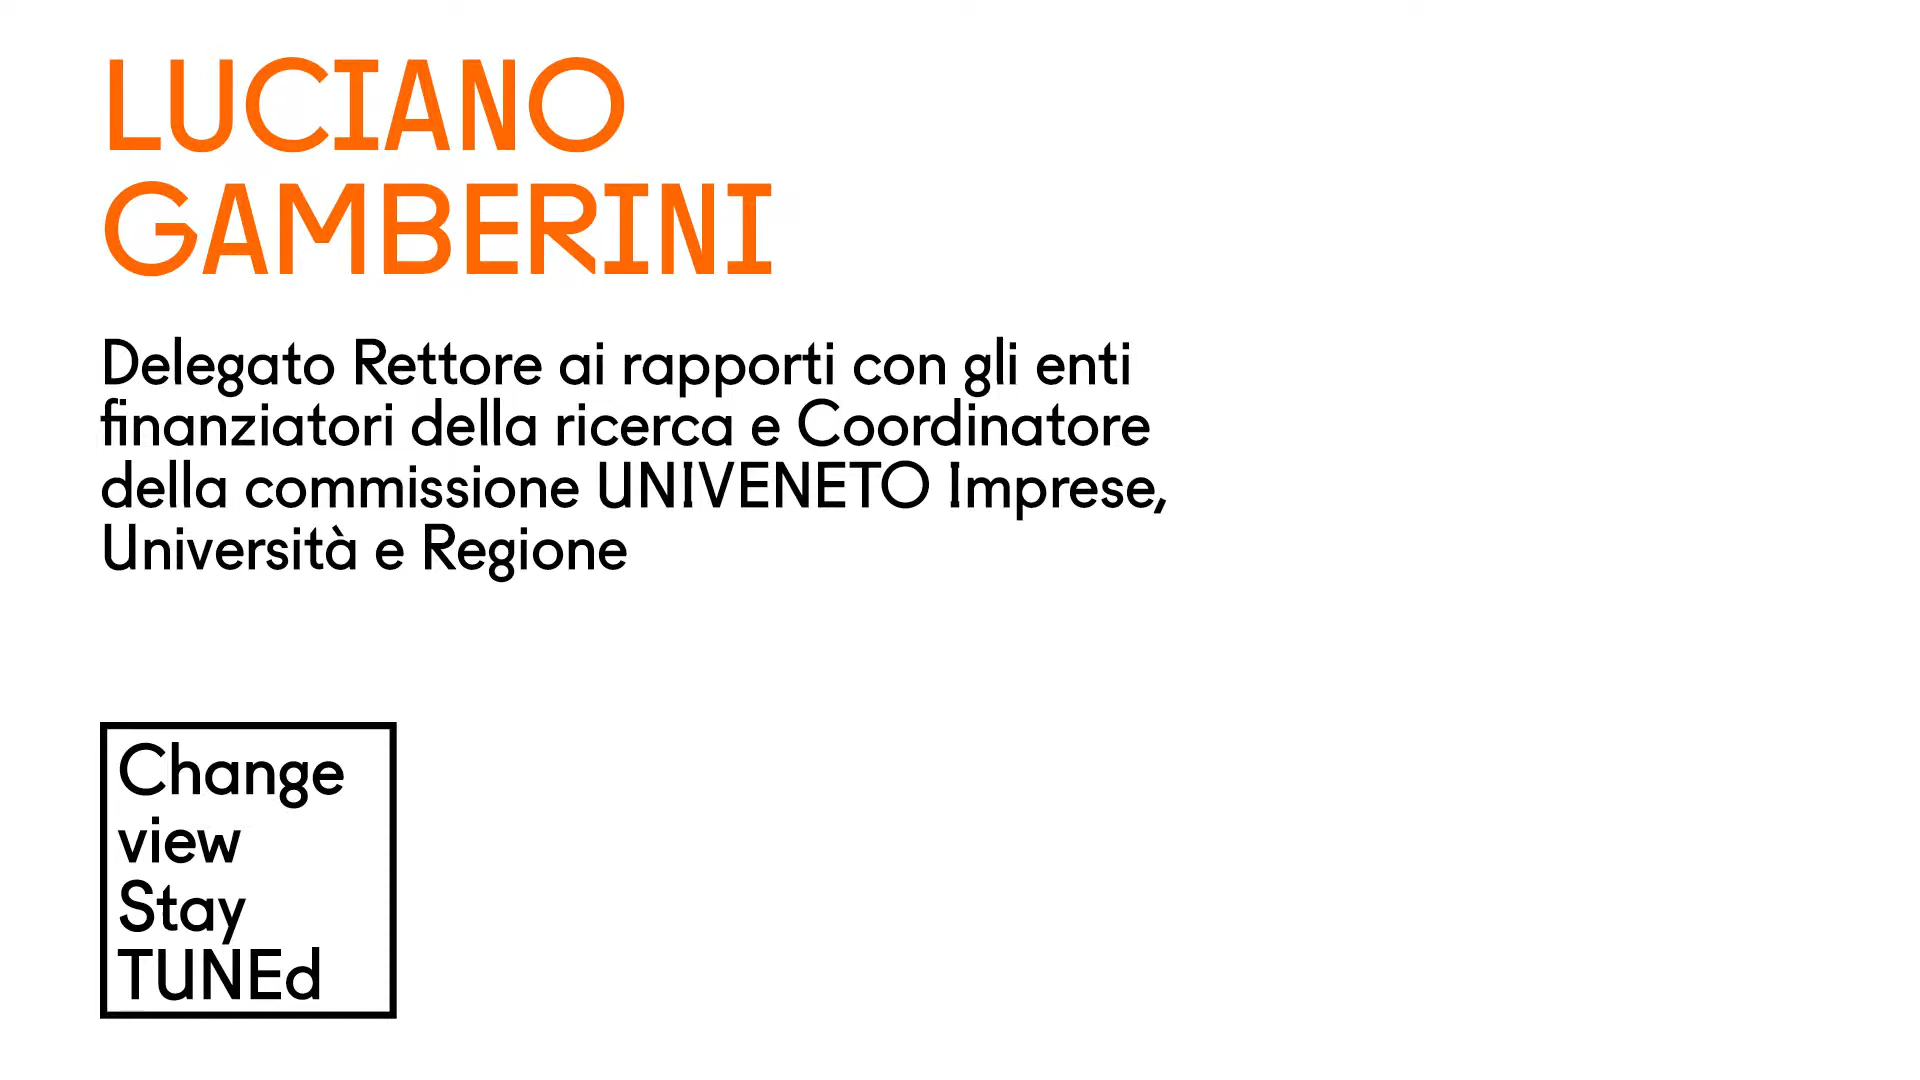 LUCIANO
GAMBERINI
Delegato Rettore ai rapporti con gli enti
finanziatori della ricerca e Coordinatore
della commissione UNIVENETO Imprese,
Università e Regione
Change
view
Stay
TUNEd